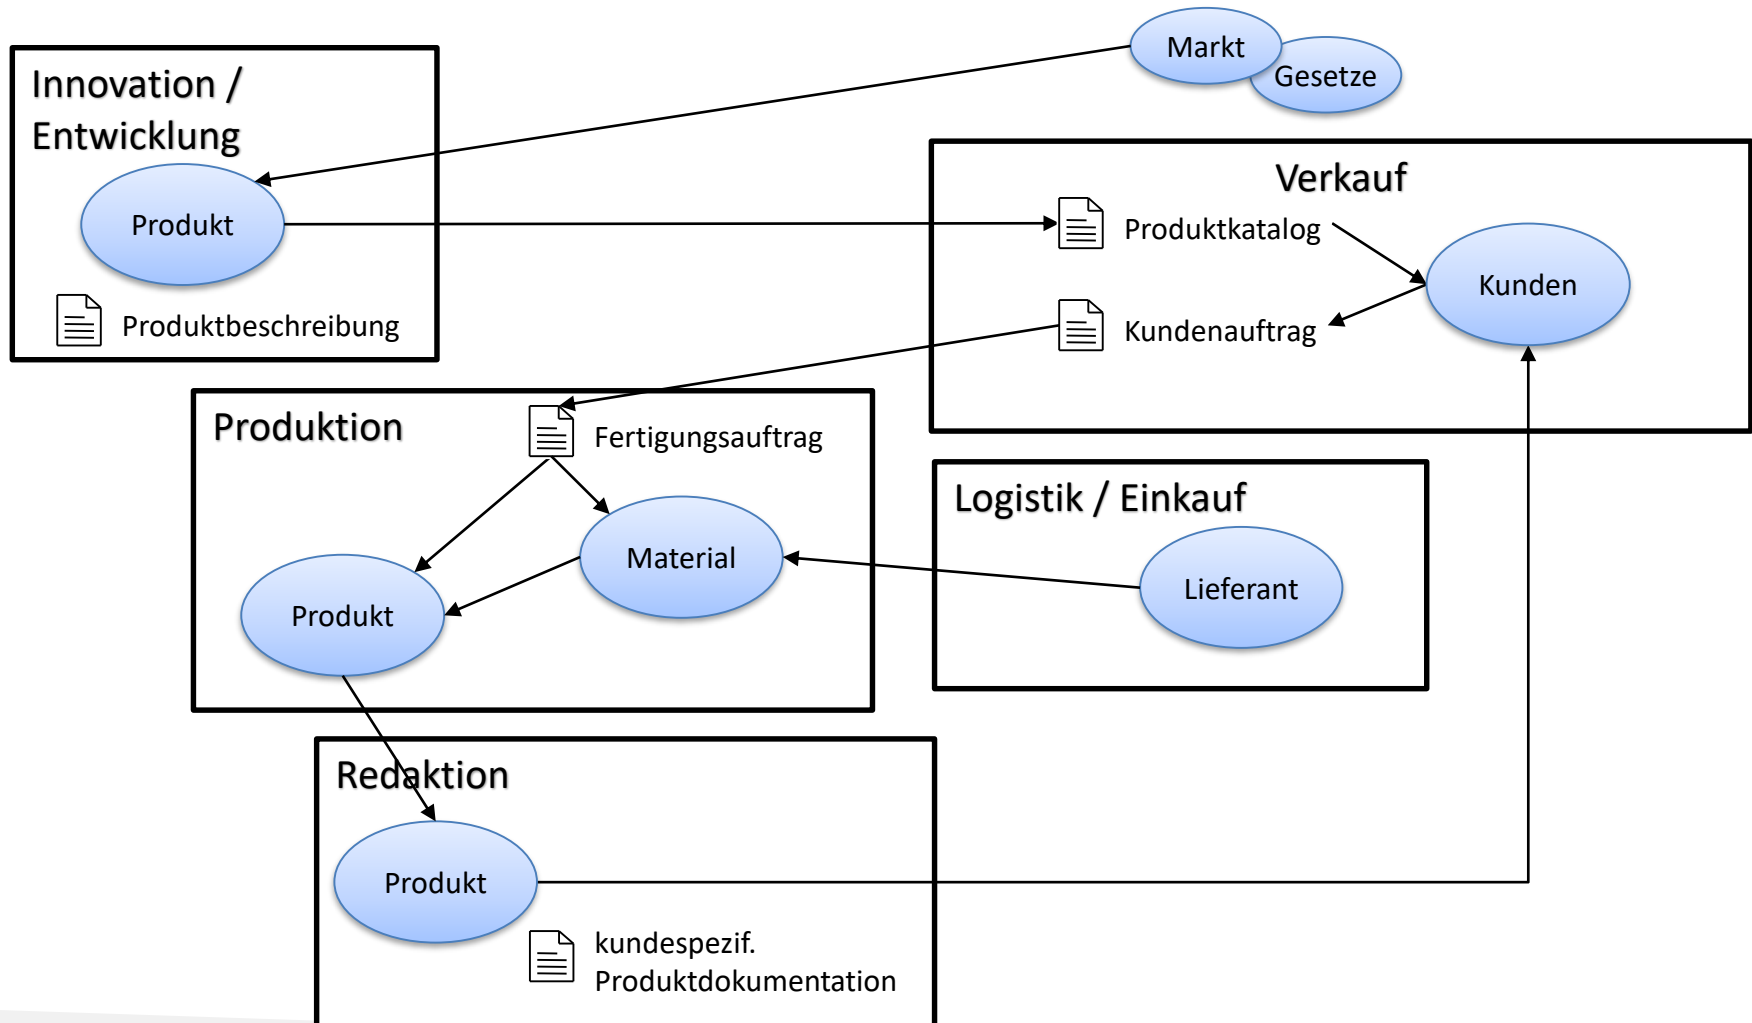 Markt
Gesetze
Innovation /
Entwicklung
Produkt
Produktbeschreibung
Verkauf
Produktkatalog
Kunden
Kundenauftrag
Produktion
Fertigungsauftrag
Material
Produkt
Logistik / Einkauf
Lieferant
Redaktion
Produkt
kundespezif.
Produktdokumentation